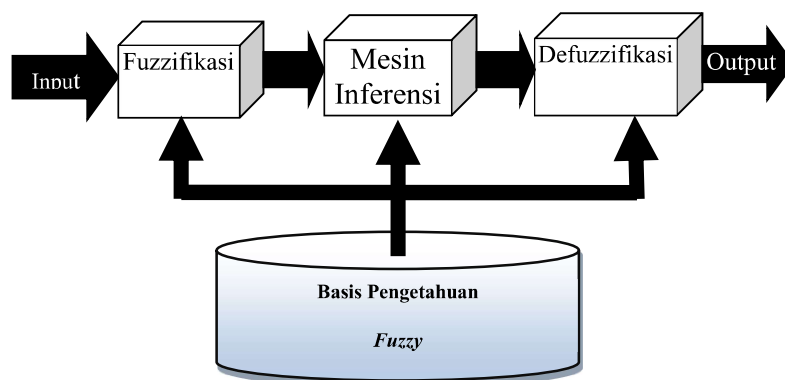 Input
Fuzzifikasi
Mesin
Inferensi
Defuzzifikasi
Output
Basis Pengetahuan
Fuzzy